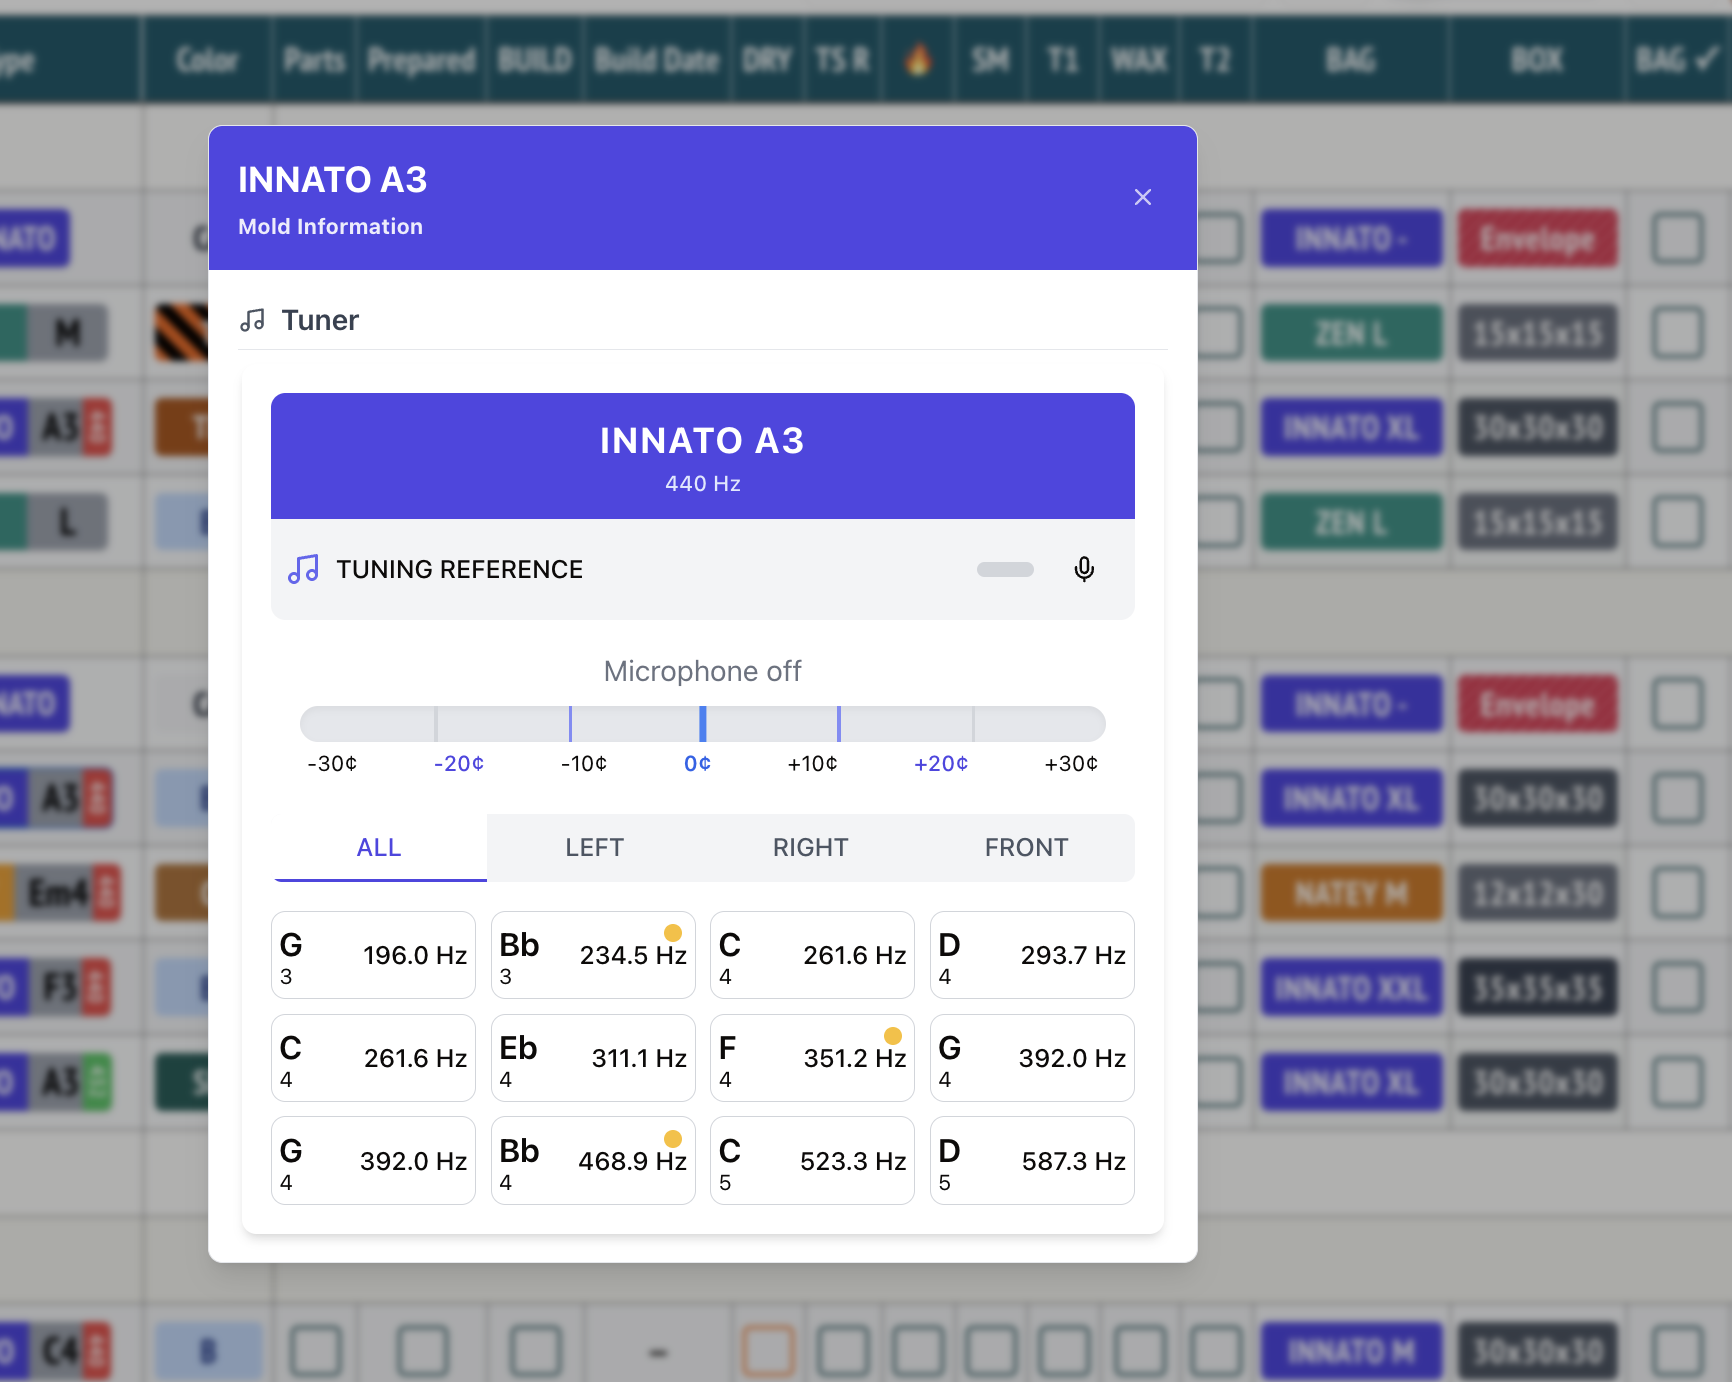 Color Parts Prepared BUILD Build Date DRY TS R SM T1 WAX T2 BAG BOX BAG ✓
INNATO A3
Mold Information
INNATO - Envelope
M ZEN L 15x15x15
A3 INNATO XL 30x30x30
L ZEN L 15x15x15
INNATO - Envelope
A3 INNATO XL 30x30x30
Em4 NATEY M 12x12x30
F3 INNATO XXL 35x35x35
A3 INNATO XL 30x30x30
Tuner
INNATO A3
440 Hz
TUNING REFERENCE
Microphone off
-30¢ -20¢ -10¢ 0¢ +10¢ +20¢ +30¢
ALL LEFT RIGHT FRONT
G 3 196.0 Hz
Bb 3 234.5 Hz
C 4 261.6 Hz
D 4 293.7 Hz
C 4 261.6 Hz
Eb 4 311.1 Hz
F 4 351.2 Hz
G 4 392.0 Hz
G 4 392.0 Hz
Bb 4 468.9 Hz
C 5 523.3 Hz
D 5 587.3 Hz
C4 B - INNATO M 30x30x30